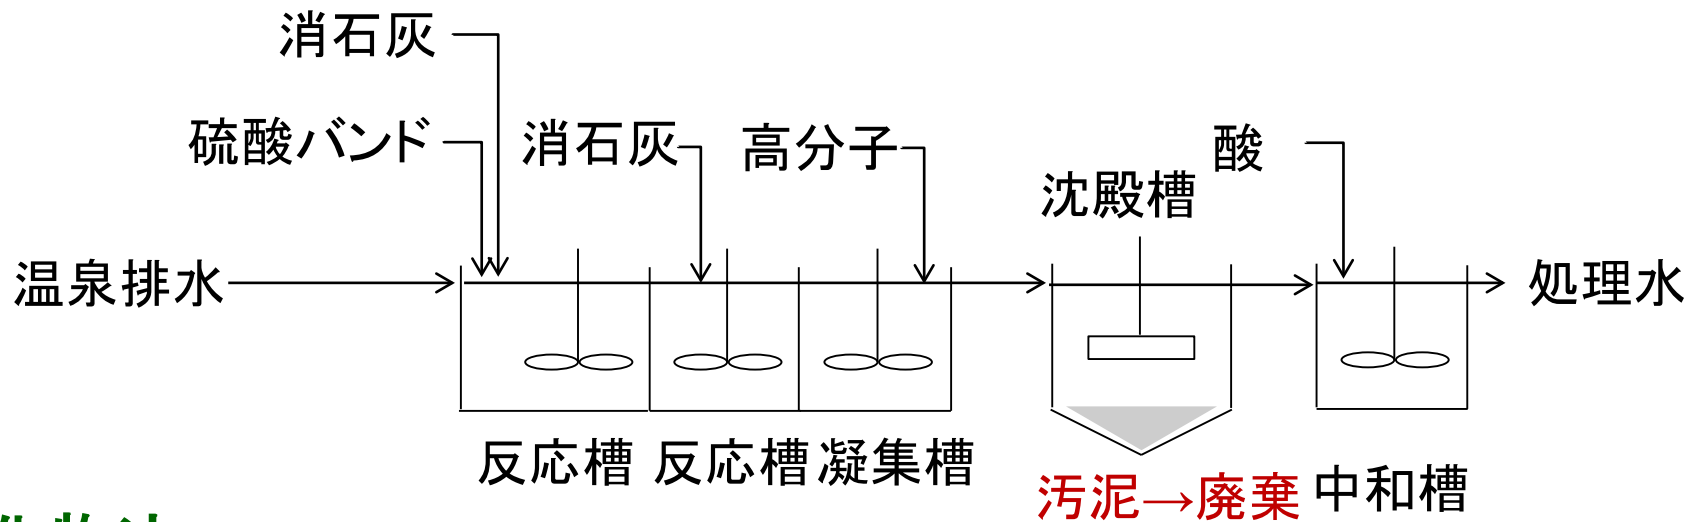 消石灰
硫酸バンド
消石灰
高分子
酸
沈殿槽
温泉排水
処理水
反応槽
反応槽
凝集槽
汚泥→廃棄
中和槽